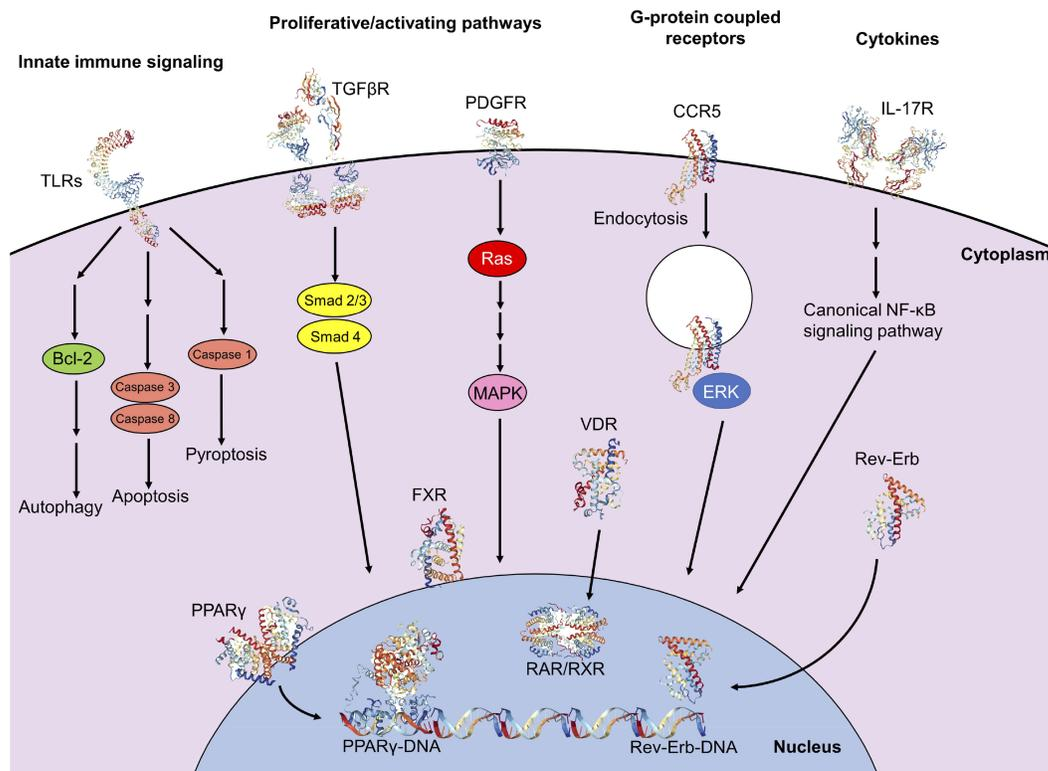 Proliferative/activating pathways
G-protein coupled
receptors
Cytokines
Innate immune signaling
TGFβR
PDGFR
CCR5
IL-17R
TLRs
Endocytosis
Cytoplasm
Ras
Smad 2/3
Smad 4
Canonical NF-κB
signaling pathway
Bcl-2
Caspase 1
Caspase 3
Caspase 8
MAPK
ERK
Pyroptosis
VDR
Rev-Erb
Apoptosis
Autophagy
FXR
PPARγ
RAR/RXR
PPARγ-DNA
Rev-Erb-DNA
Nucleus